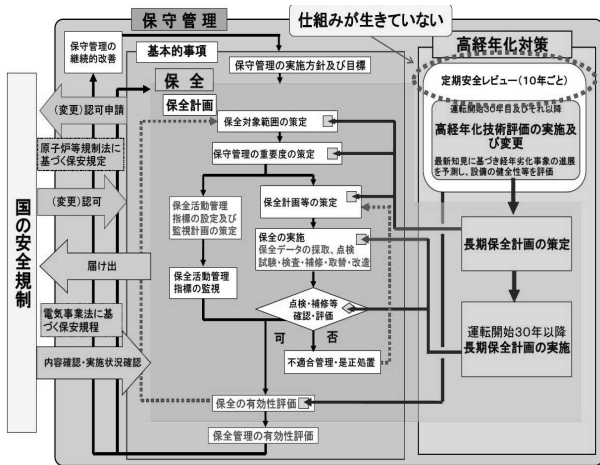 仕組みが生きていない
保守管理
高経年化対策
保守管理の
継続的改善
基本的事項
保守管理の実施方針及び目標
定期安全レビュー(10年ごと)
保 全
運転開始30年目及びそれ以降
高経年化技術評価の実施及
び変更
最新知見に基づき経年劣化事象の進展
を予測し、設備の健全性等を評価
保全計画
(変更)認可申請
保全対象範囲の策定
原子炉等規制法に
基づく保安規定
保守管理の重要度の策定
(変更)認可
保全活動管理
指標の設定及び
監視計画の策定
保全計画等の策定
国の安全規制
保全の実施
保全データの採取、点検
試験・検査・補修・取替・改造
長期保全計画の策定
届け出
保全活動管理
指標の監視
点検・補修等
確認・評価
電気事業法に基
づく保安規程
可
否
運転開始30年以降
長期保全計画の実施
内容確認・実施状況確認
不適合管理・是正処置
保全の有効性評価
保全管理の有効性評価